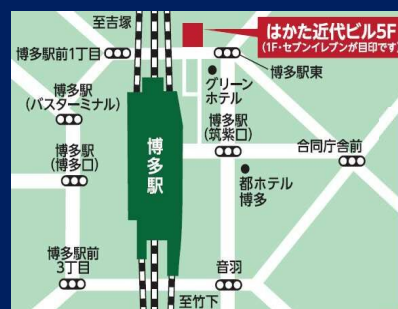 至吉塚
はかた近代ビル5F
(1F・セブンイレブンが目印です)
博多駅前1丁目
博多駅東
グリーン
ホテル
博多駅
(バスターミナル)
博多駅
(筑紫口)
合同庁舎前
博多駅
博多駅
(博多口)
都ホテル
博多
博多駅前
3丁目
音羽
至竹下